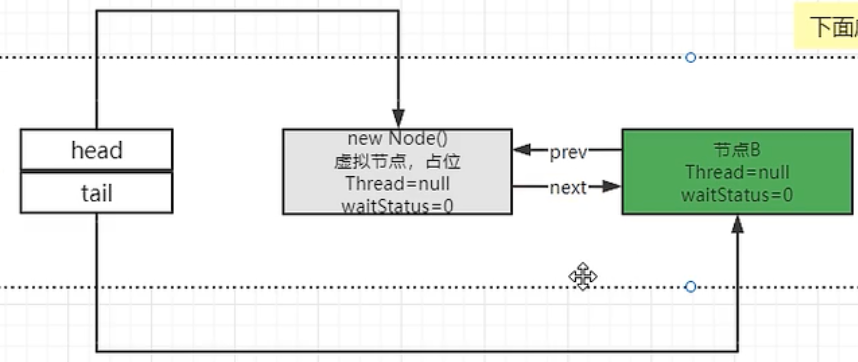 下面
head
tail
new Node()
虚拟节点，占位
Thread=null
waitStatus=0
prev
next
节点B
Thread=null
waitStatus=0